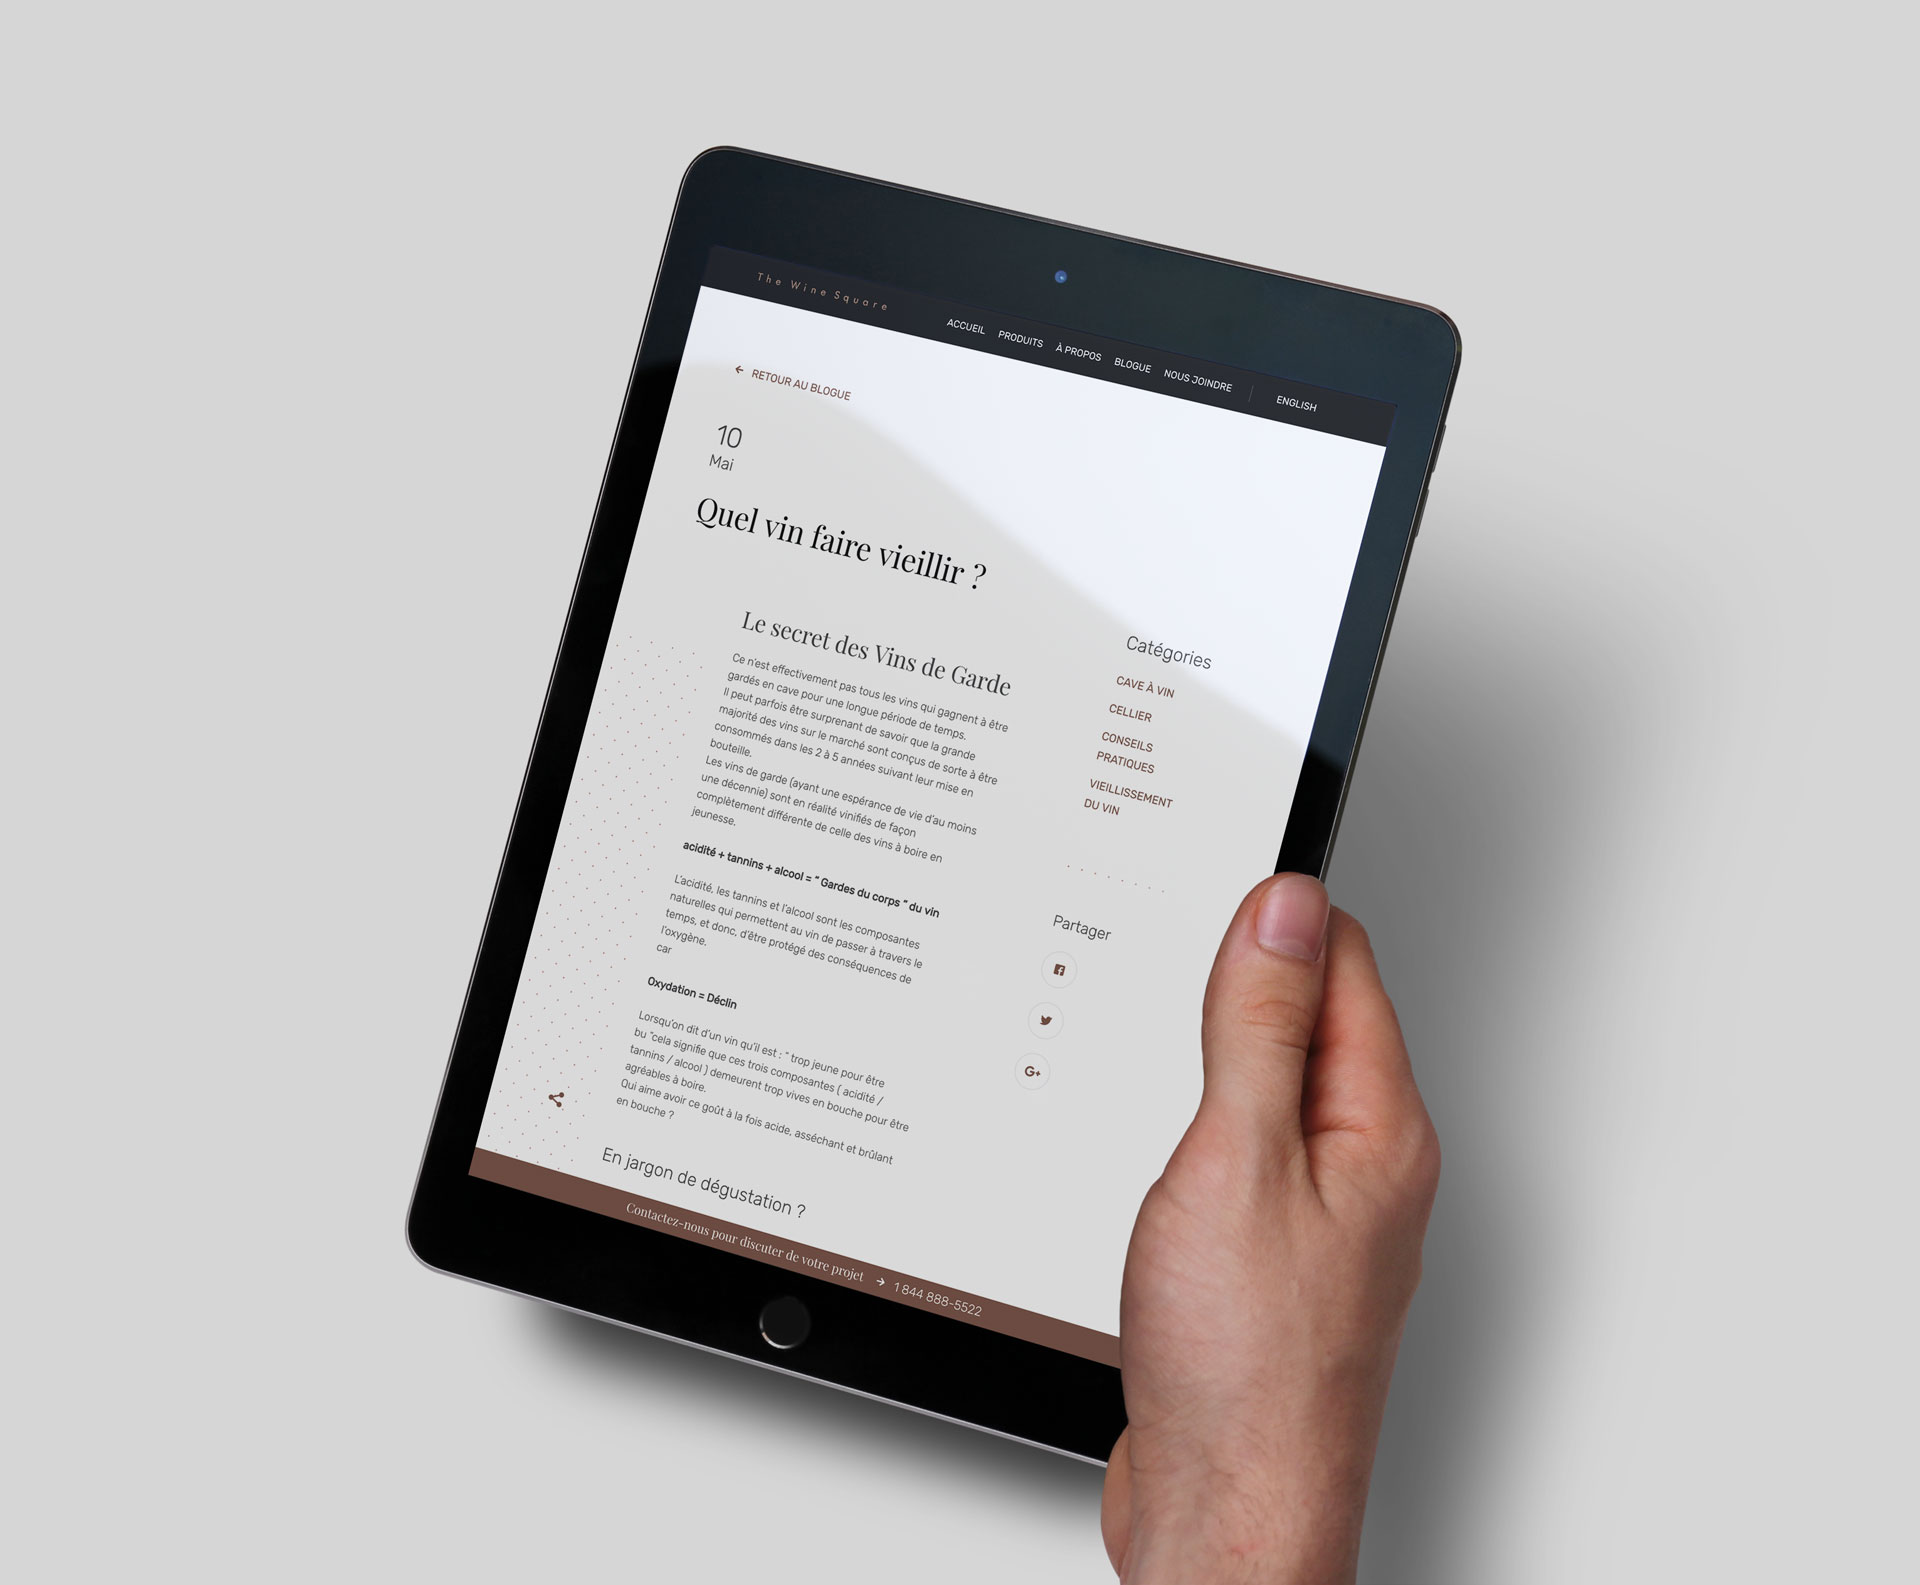 The Wine Square
ACCUEIL PRODUITS À PROPOS BLOGUE NOUS JOINDRE ENGLISH
← RETOUR AU BLOGUE
10
Mai
Quel vin faire vieillir ?
Le secret des Vins de Garde
Ce n'est effectivement pas tous les vins qui gagnent à être
gardés en cave pour une longue période de temps.
Il peut parfois être surprenant de savoir que la grande
majorité des vins sur le marché sont conçus de sorte à être
consommés dans les 2 à 5 années suivant leur mise en
bouteille.
Les vins de garde (ayant une espérance de vie d'au moins
une décennie) sont en réalité vinifiés de façon
complètement différente de celle des vins à boire en
jeunesse.
acidité + tannins + alcool = “ Gardes du corps “ du vin
L'acidité, les tannins et l'alcool sont les composantes
naturelles qui permettent au vin de passer à travers le
temps, et donc, d'être protégé des conséquences de
l'oxygène.
car
Oxydation = Déclin
Lorsqu'on dit d'un vin qu'il est : “ trop jeune pour être
bu “cela signifie que ces trois composantes ( acidité /
tannins / alcool ) demeurent trop vives en bouche pour être
agréables à boire.
Qui aime avoir ce goût à la fois acide, asséchant et brûlant
en bouche ?
En jargon de dégustation ?
Catégories
CAVE À VIN
CELLIER
CONSEILS
PRATIQUES
VIEILLISSEMENT
DU VIN
Partager
G+
Contactez-nous pour discuter de votre projet → 1 844 888-5522